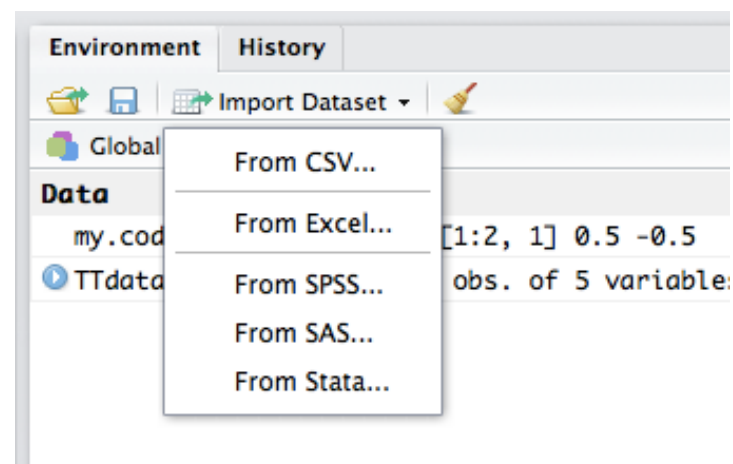 Environment History
Import Dataset
Global
From CSV...
Data
From Excel...
my.cod [1:2, 1] 0.5 -0.5
From SPSS...
TTdata obs. of 5 variable
From SAS...
From Stata...